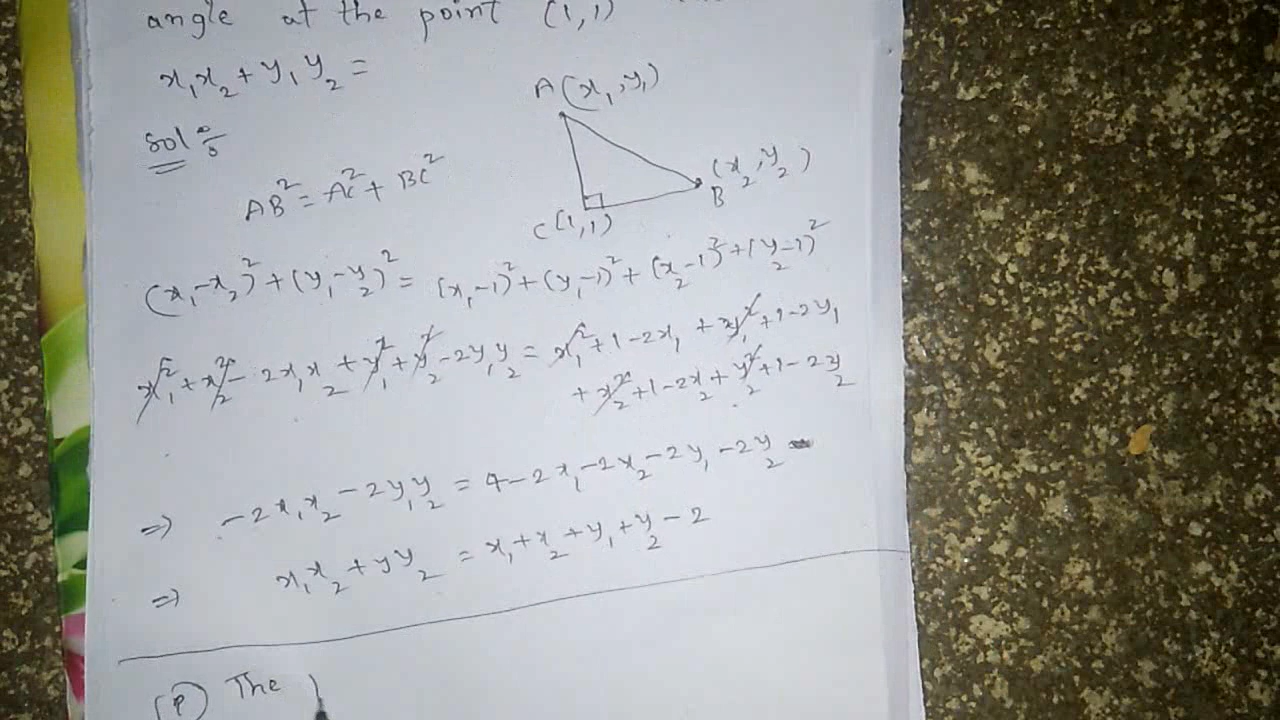 angle at the point (1,1)
x₁x₂ + y₁y₂ =
Sol:
A(x₁,y₁)
(x₂,y₂)
B
C(1,1)
AB² = AC² + BC²
(x₁-x₂)² + (y₁-y₂)² = (x₁-1)² + (y₁-1)² + (x₂-1)² + (y₂-1)²
x₁² + x₂² - 2x₁x₂ + y₁² + y₂² - 2y₁y₂ = x₁² + 1 - 2x₁ + y₁² + 1 - 2y₁
+ x₂² + 1 - 2x₂ + y₂² + 1 - 2y₂
⇒ -2x₁x₂ - 2y₁y₂ = 4 - 2x₁ - 2x₂ - 2y₁ - 2y₂
⇒ x₁x₂ + yy₂ = x₁ + x₂ + y₁ + y₂ - 2
(P) The